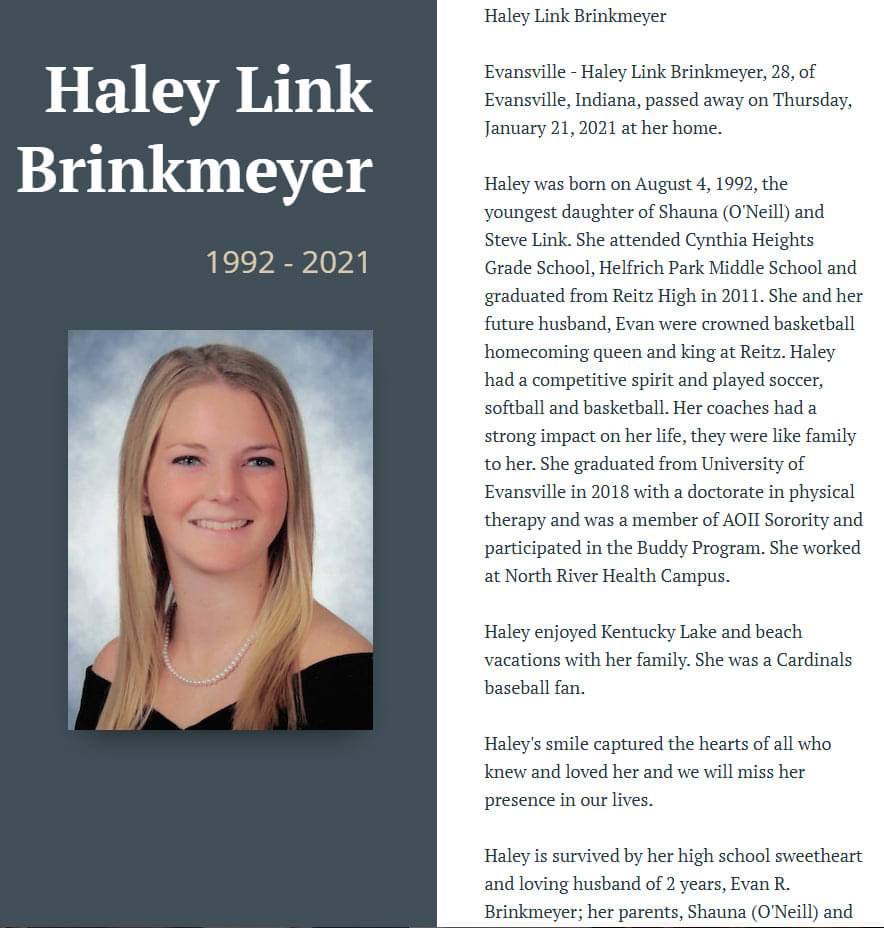 Haley Link
Brinkmeyer
1992 - 2021
Haley Link Brinkmeyer
Evansville - Haley Link Brinkmeyer, 28, of
Evansville, Indiana, passed away on Thursday,
January 21, 2021 at her home.
Haley was born on August 4, 1992, the
youngest daughter of Shauna (O'Neill) and
Steve Link. She attended Cynthia Heights
Grade School, Helfrich Park Middle School and
graduated from Reitz High in 2011. She and her
future husband, Evan were crowned basketball
homecoming queen and king at Reitz. Haley
had a competitive spirit and played soccer,
softball and basketball. Her coaches had a
strong impact on her life, they were like family
to her. She graduated from University of
Evansville in 2018 with a doctorate in physical
therapy and was a member of AOII Sorority and
participated in the Buddy Program. She worked
at North River Health Campus.
Haley enjoyed Kentucky Lake and beach
vacations with her family. She was a Cardinals
baseball fan.
Haley's smile captured the hearts of all who
knew and loved her and we will miss her
presence in our lives.
Haley is survived by her high school sweetheart
and loving husband of 2 years, Evan R.
Brinkmeyer; her parents, Shauna (O'Neill) and